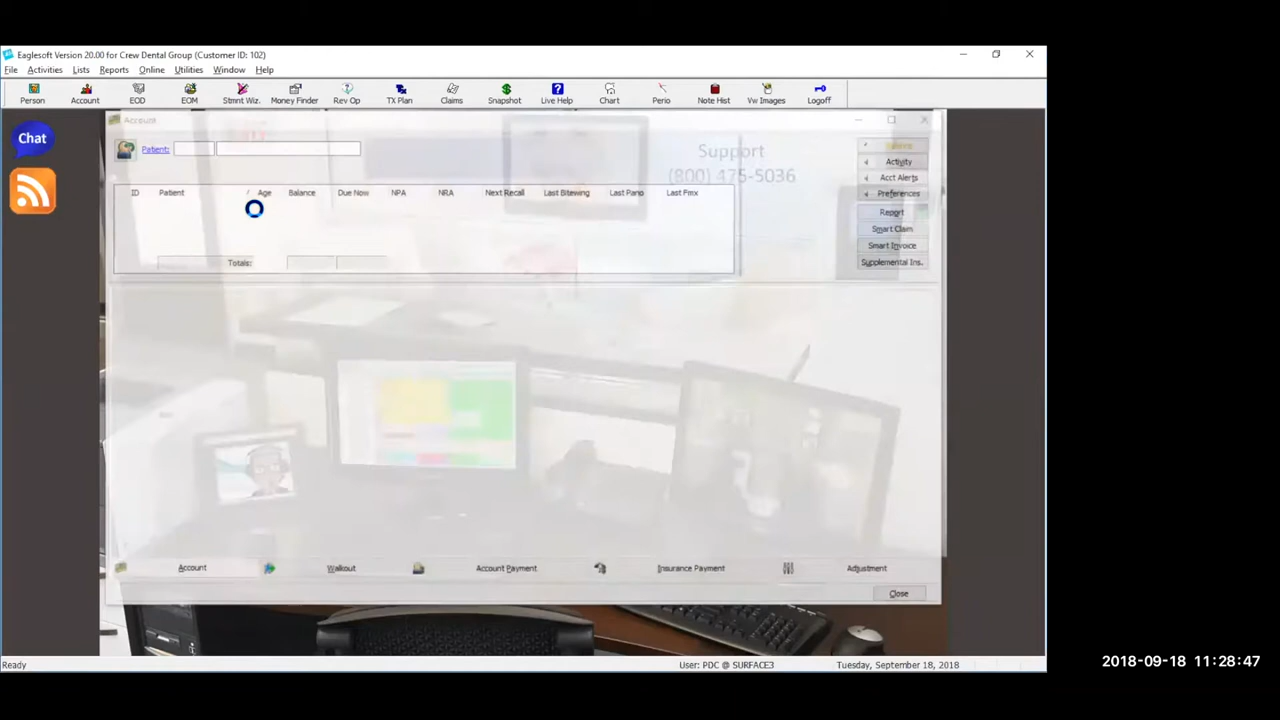 Eaglesoft Version 20.00 for Crew Dental Group (Customer ID: 102)
File Activities Lists Reports Online Utilities Window Help
Person Account EOD EOM Stmnt Wiz. Money Finder Rev Op TX Plan Claims Snapshot Live Help Chart Perio Note Hist Vw Images Logoff
Account
Chat
Patient:
Support
(800) 475-5036
Activity
Acct Alerts
Preferences
Report
Smart Claim
Smart Invoice
Supplemental Ins.
ID Patient / Age Balance Due Now NPA NRA Next Recall Last Bitewing Last Pano Last Fmx
Totals:
Account Walkout Account Payment Insurance Payment Adjustment
Close
Ready User: PDC @ SURFACE3 Tuesday, September 18, 2018
2018-09-18 11:28:47